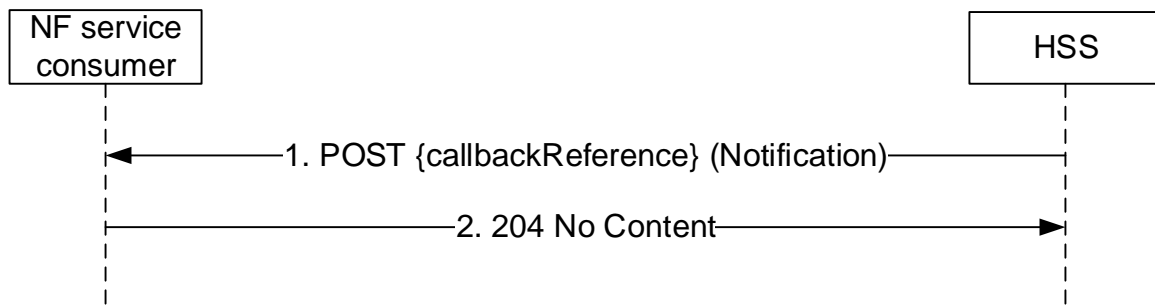 NF service
consumer
HSS
1. POST {callbackReference} (Notification)
2. 204 No Content